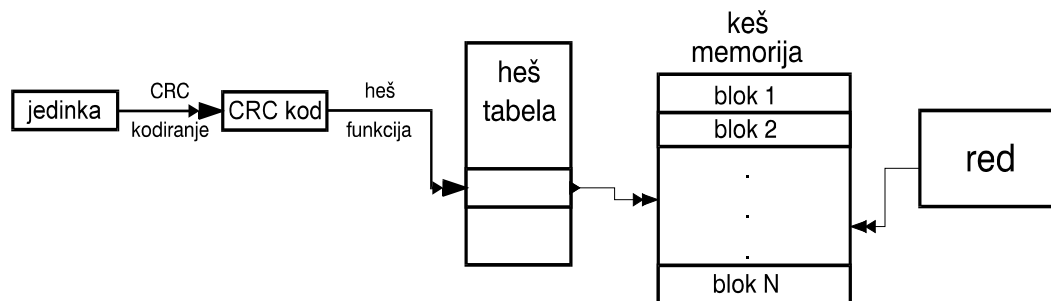 jedinka
CRC
kodiranje
CRC kod
heš
funkcija
heš
tabela
keš
memorija
blok 1
blok 2
.
.
.
blok N
red